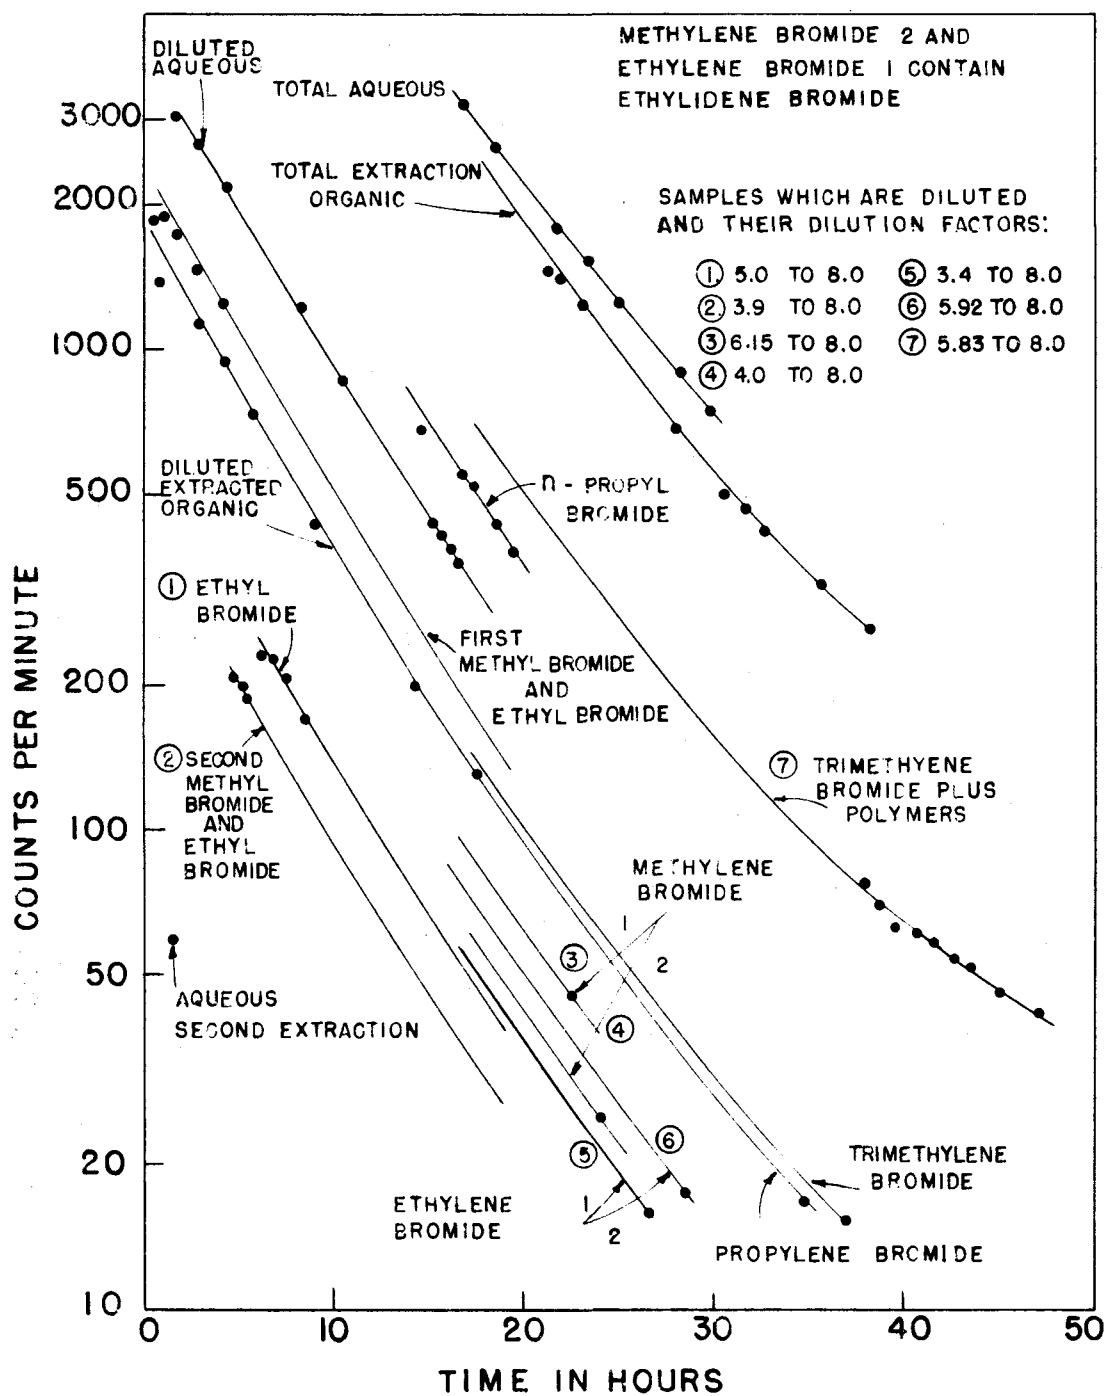 METHYLENE BROMIDE 2 AND
ETHYLENE BROMIDE 1 CONTAIN
ETHYLIDENE BROMIDE
SAMPLES WHICH ARE DILUTED
AND THEIR DILUTION FACTORS:
① 5.0 TO 8.0
② 3.9 TO 8.0
③ 6.15 TO 8.0
④ 4.0 TO 8.0
⑤ 3.4 TO 8.0
⑥ 5.92 TO 8.0
⑦ 5.83 TO 8.0
DILUTED
AQUEOUS
TOTAL AQUEOUS
TOTAL EXTRACTION
ORGANIC
n - PROPYL
BROMIDE
DILUTED
EXTRACTED
ORGANIC
① ETHYL
BROMIDE
FIRST
METHYL BROMIDE
AND
ETHYL BROMIDE
② SECOND
METHYL
BROMIDE
AND
ETHYL
BROMIDE
⑦ TRIMETHYENE
BROMIDE PLUS
POLYMERS
METHYLENE
BROMIDE
1
2
③
④
AQUEOUS
SECOND EXTRACTION
⑤
⑥
ETHYLENE
BROMIDE
1
2
TRIMETHYLENE
BROMIDE
PROPYLENE BROMIDE
COUNTS PER MINUTE
3000
2000
1000
500
200
100
50
20
10
0
10
20
30
40
50
TIME IN HOURS